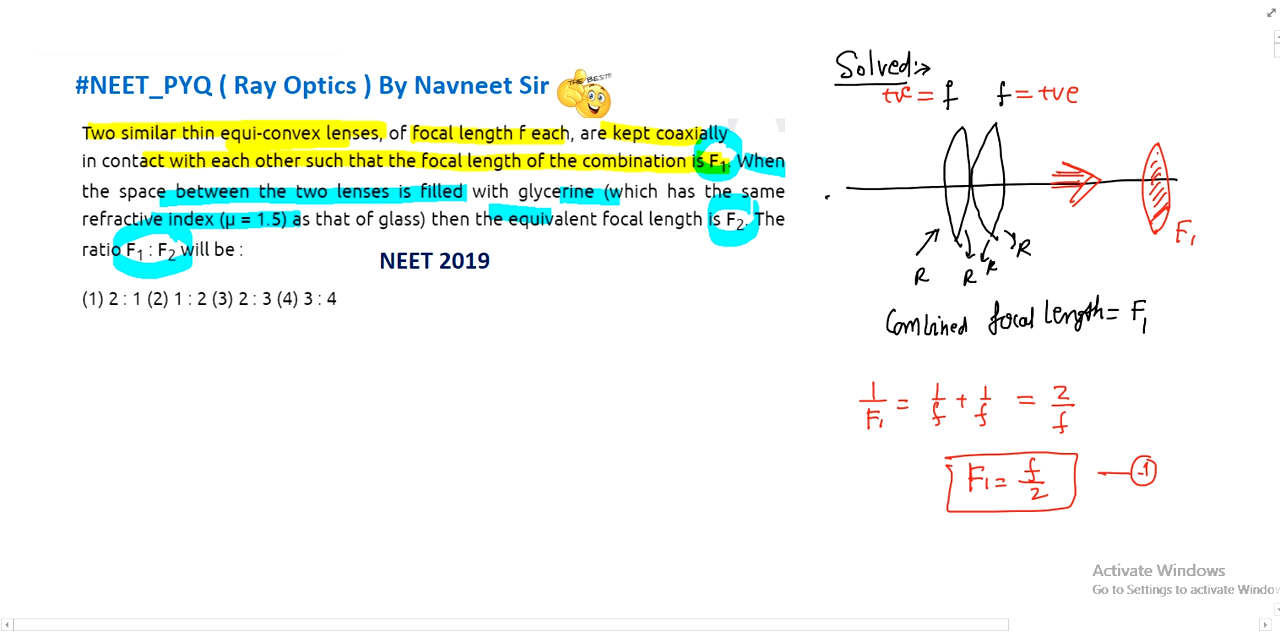 #NEET_PYQ ( Ray Optics ) By Navneet Sir
THE BEST!!
Two similar thin equi-convex lenses, of focal length f each, are kept coaxially
in contact with each other such that the focal length of the combination is F₁. When
the space between the two lenses is filled with glycerine (which has the same
refractive index (μ = 1.5) as that of glass) then the equivalent focal length is F₂. The
ratio F₁ : F₂ will be :
NEET 2019
(1) 2 : 1 (2) 1 : 2 (3) 2 : 3 (4) 3 : 4
Solved:→
+ve = f f = +ve
F₁
R R R R
Combined focal length = F₁
1/F₁ = 1/f + 1/f = 2/f
F₁ = f/2 —①
Activate Windows
Go to Settings to activate Window